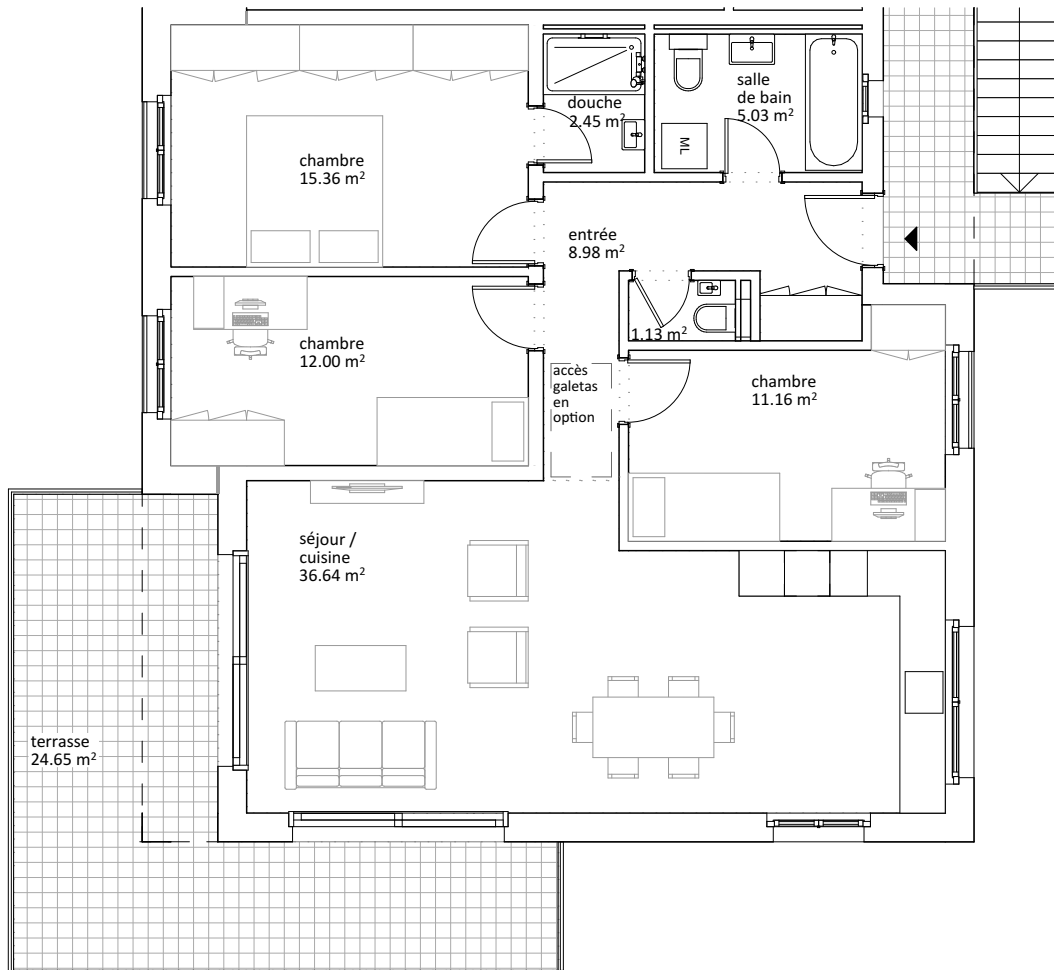 douche
2.45 m²
salle
de bain
5.03 m²
ML
chambre
15.36 m²
entrée
8.98 m²
chambre
12.00 m²
1.13 m²
accès
galetas
en
option
chambre
11.16 m²
séjour /
cuisine
36.64 m²
terrasse
24.65 m²